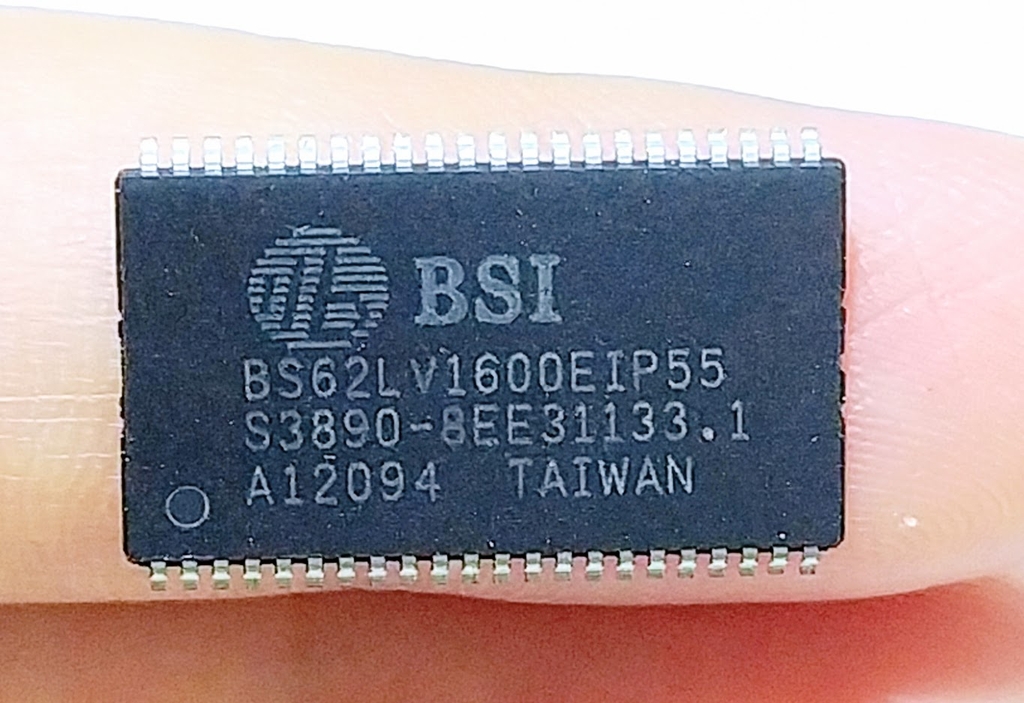 BSI
BS62LV1600EIP55
S3890-8EE31133.1
A12094 TAIWAN